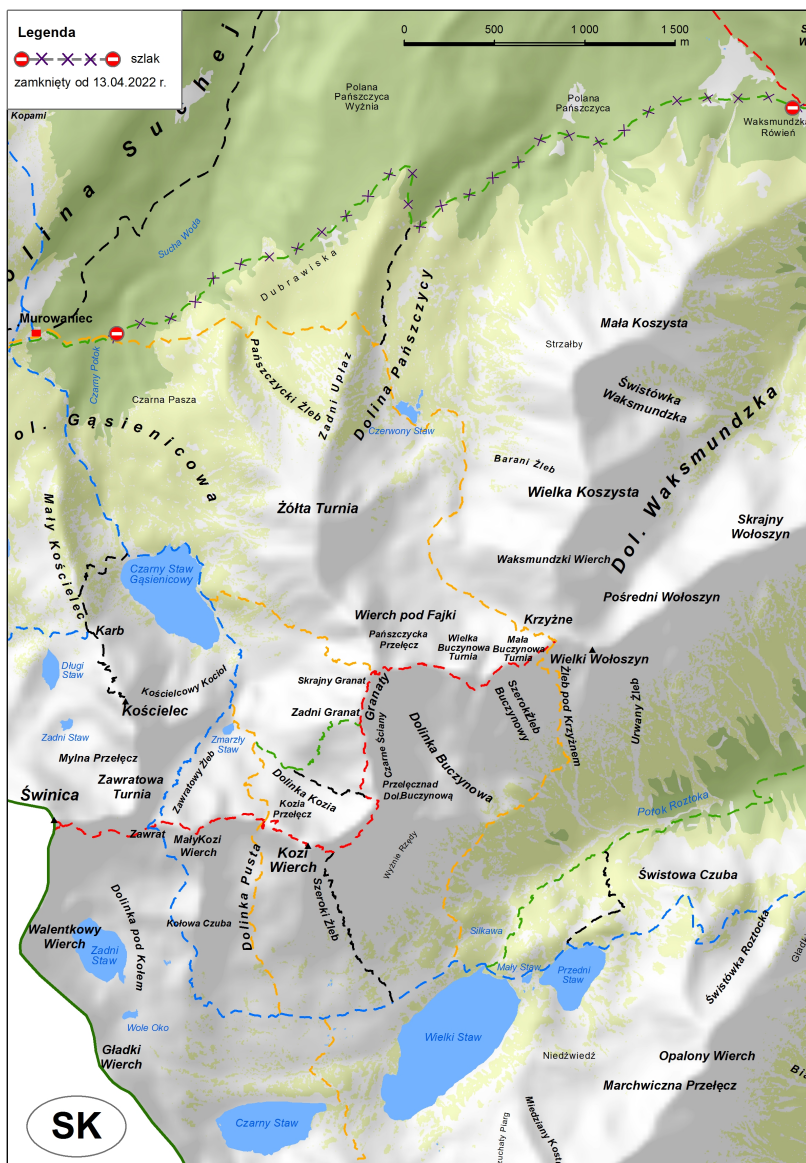 Legenda
szlak
zamknięty od 13.04.2022 r.
0 500 1 000 1 500
m
S
W
Kopami
olina Suchej
Polana
Pańszczyca
Wyżnia
Polana
Pańszczyca
Waksmundzka
Rówień
Sucha Woda
Dubrawiska
Murowaniec
Czarny Potok
Pańszczycki Żleb
Zadni Upłaz
Dolina Pańszczycy
Mała Koszysta
Strzałby
Świstówka
Waksmundzka
Czarna Pasza
ol. Gąsienicowa
Czerwony Staw
Barani Żleb
Dol. Waksmundzka
Wielka Koszysta
Żółta Turnia
Mały Kościelec
Skrajny
Wołoszyn
Waksmundzki Wierch
Czarny Staw
Gąsienicowy
Pośredni Wołoszyn
Wierch pod Fajki
Krzyżne
Karb
Pańszczycka
Przełęcz
Wielka
Buczynowa
Turnia
Mała
Buczynowa
Turnia
Wielki Wołoszyn
Długi
Staw
Kościelcowy Kocioł
Skrajny Granat
Granaty
Żleb pod Krzyżnem
Urwany Żleb
Kościelec
Zadni Granat
Szeroki Żleb
Buczynowy
Zadni Staw
Zmarzły
Staw
Czarne Ściany
Dolinka Buczynowa
Mylna Przełęcz
Zawratowa
Turnia
Zawratowy Żleb
Dolinka Kozia
Przełęcz nad
Dol.Buczynową
Świnica
Kozia
Przełęcz
Potok Roztoka
Zawrat
Mały Kozi
Wierch
Kozi
Wierch
Wyżnie Rzędy
Świstowa Czuba
Dolinka pod Kołem
Kołowa Czuba
Dolinka Pusta
Szeroki Żleb
Walentkowy
Wierch
Zadni
Staw
Siklawa
Świstówka Roztocka
Gładki
Mały Staw
Przedni
Staw
Wole Oko
Wielki Staw
Gładki
Wierch
Niedźwiedź
Opalony Wierch
Marchwiczna Przełęcz
SK
Czarny Staw
zuchaty Piarg
Miedziany Kost